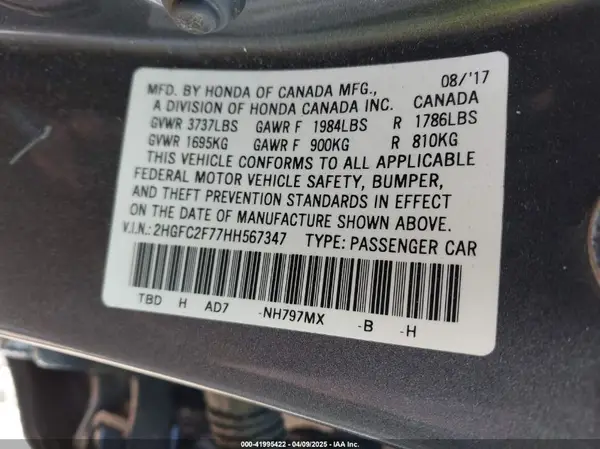 MFD. BY HONDA OF CANADA MFG., 08/'17
A DIVISION OF HONDA CANADA INC. CANADA
GVWR 3737LBS GAWR F 1984LBS R 1786LBS
GVWR 1695KG GAWR F 900KG R 810KG
THIS VEHICLE CONFORMS TO ALL APPLICABLE
FEDERAL MOTOR VEHICLE SAFETY, BUMPER,
AND THEFT PREVENTION STANDARDS IN EFFECT
ON THE DATE OF MANUFACTURE SHOWN ABOVE.
V.I.N.: 2HGFC2F77HH567347 TYPE: PASSENGER CAR
TBD H AD7 -NH797MX -B -H
© COPYRIGHT - 41995422 - 04/09/2025 - IAA Inc.